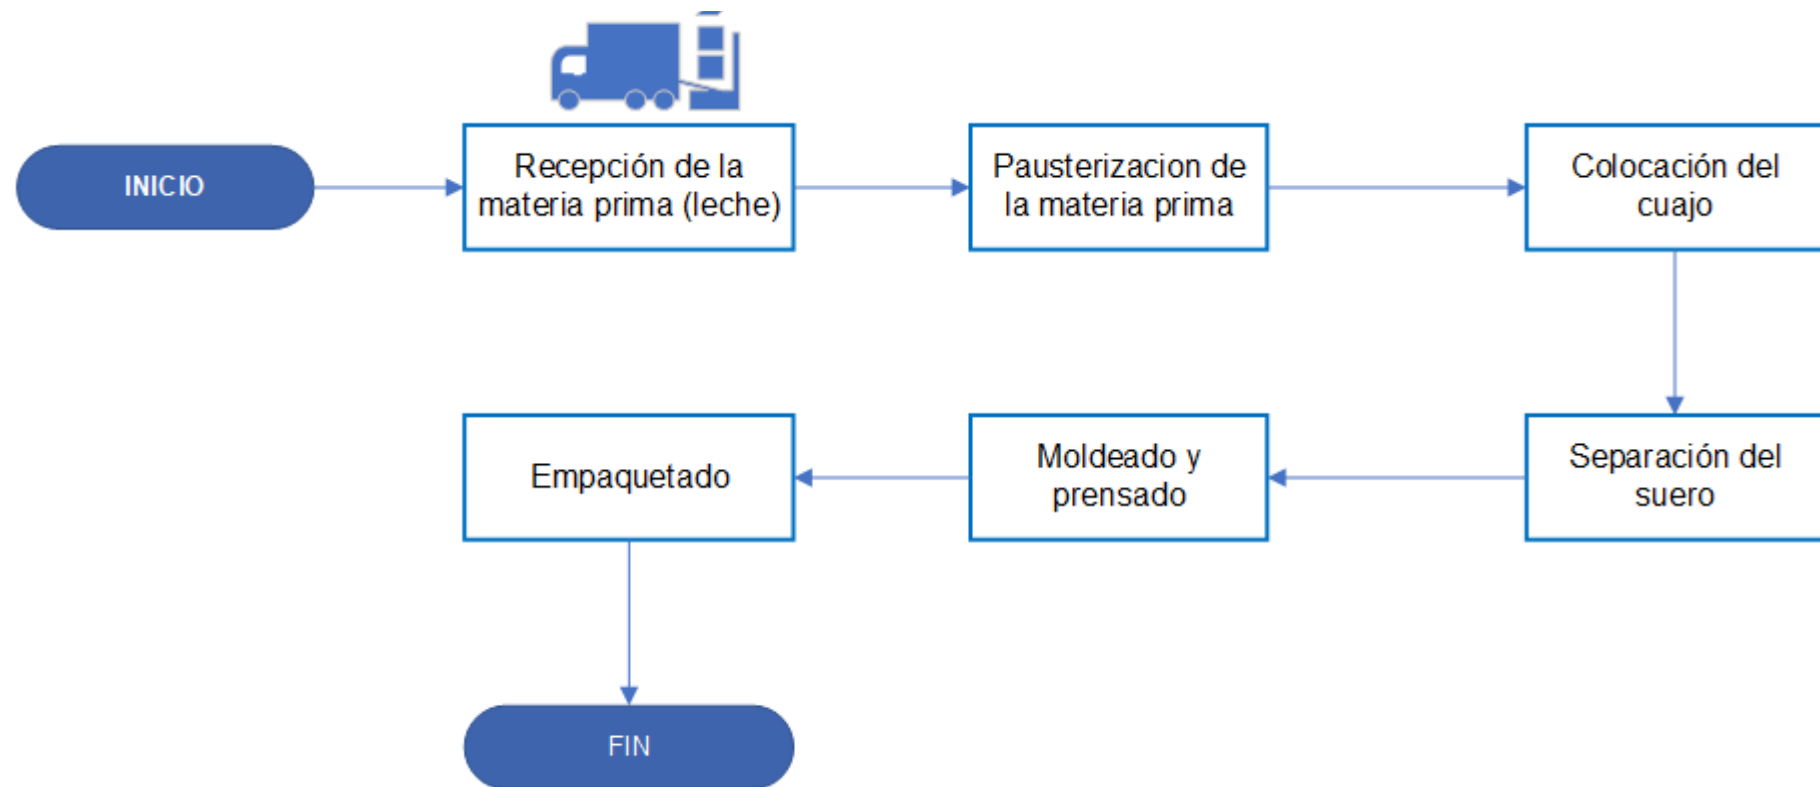 INICIO
Recepción de la
materia prima (leche)
Pausterizacion de
la materia prima
Colocación del
cuajo
Separación del
suero
Moldeado y
prensado
Empaquetado
FIN